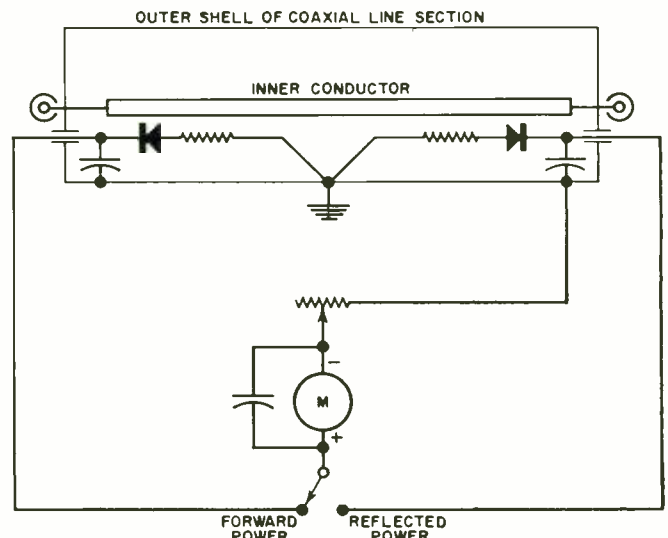 OUTER SHELL OF COAXIAL LINE SECTION
INNER CONDUCTOR
−
M
+
FORWARD POWER
REFLECTED POWER